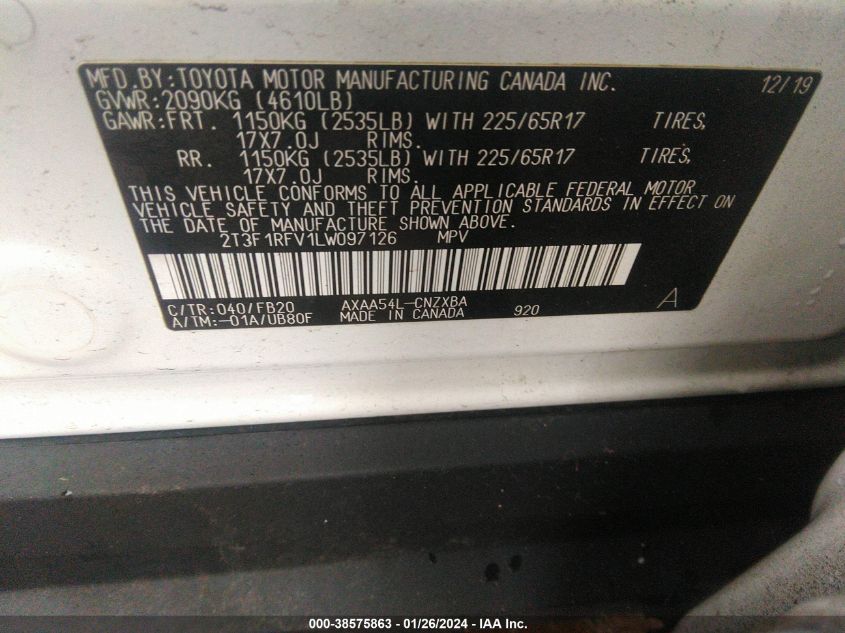 MFD.BY:TOYOTA MOTOR MANUFACTURING CANADA INC. 12/19
GVWR:2090KG (4610LB)
GAWR:FRT. 1150KG (2535LB) WITH 225/65R17 TIRES,
17X7.0J RIMS.
RR. 1150KG (2535LB) WITH 225/65R17 TIRES,
17X7.0J RIMS.
THIS VEHICLE CONFORMS TO ALL APPLICABLE FEDERAL MOTOR
VEHICLE SAFETY AND THEFT PREVENTION STANDARDS IN EFFECT ON
THE DATE OF MANUFACTURE SHOWN ABOVE.
2T3F1RFV1LW097126 MPV
C/TR:040/FB20 AXAA54L-CNZXBA A
A/TM:-01A/UB80F MADE IN CANADA 920
000-38575863 - 01/26/2024 - IAA Inc.